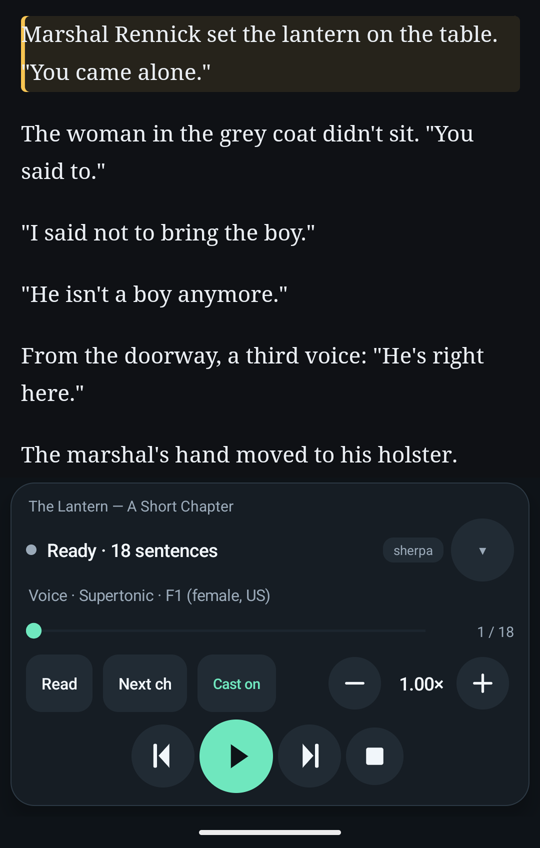 Marshal Rennick set the lantern on the table.
"You came alone."
The woman in the grey coat didn't sit. "You
said to."
"I said not to bring the boy."
"He isn't a boy anymore."
From the doorway, a third voice: "He's right
here."
The marshal's hand moved to his holster.
The Lantern — A Short Chapter
Ready · 18 sentences
sherpa
Voice · Supertonic · F1 (female, US)
1 / 18
Read
Next ch
Cast on
1.00×